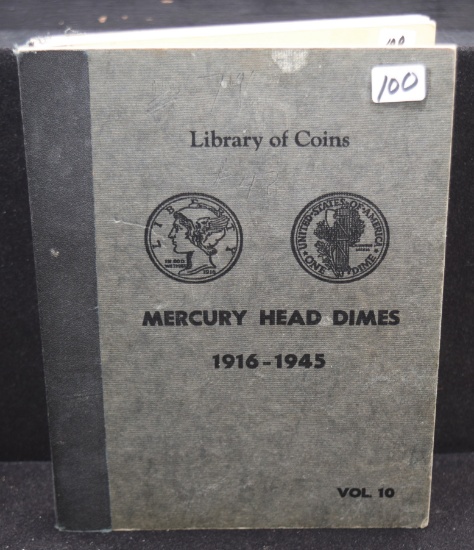 100
Library of Coins
LIBERTY
IN GOD
WE TRUST
1916
UNITED STATES OF AMERICA
ONE DIME
MERCURY HEAD DIMES
1916-1945
VOL. 10